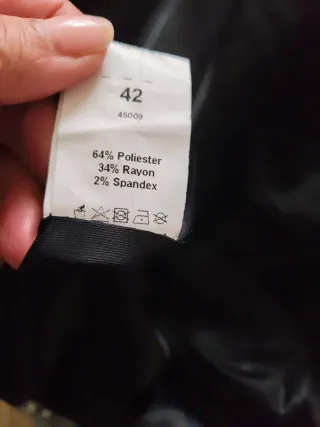 42
45009
64% Poliester
34% Rayon
2% Spandex